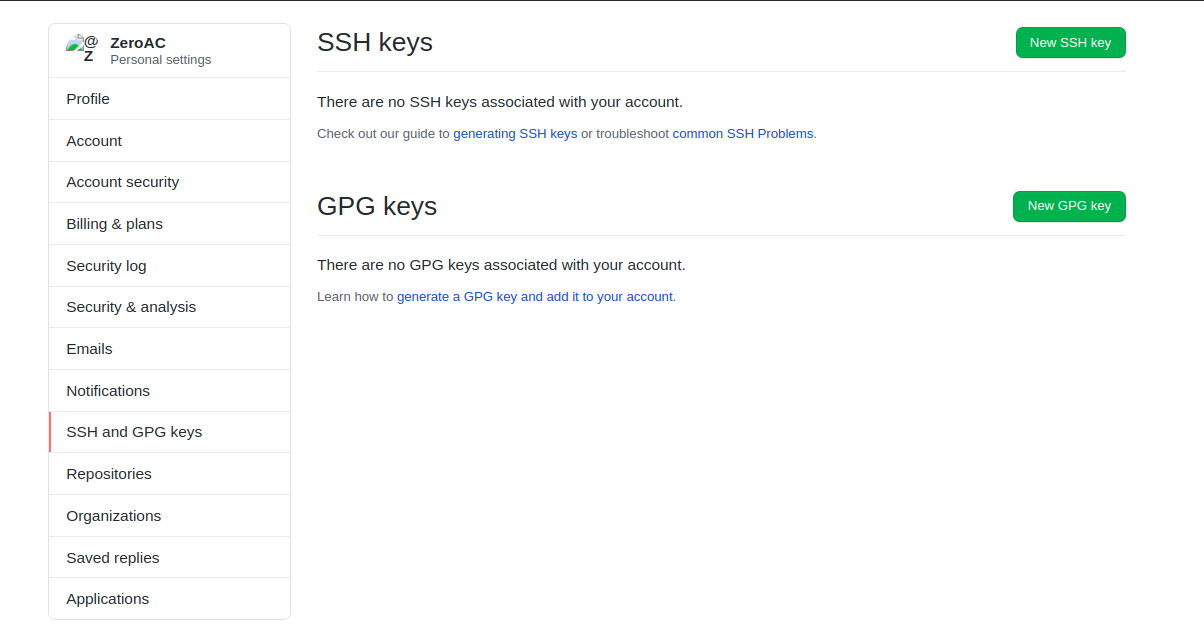 @Z
ZeroAC
Personal settings
Profile
Account
Account security
Billing & plans
Security log
Security & analysis
Emails
Notifications
SSH and GPG keys
Repositories
Organizations
Saved replies
Applications
SSH keys
New SSH key
There are no SSH keys associated with your account.
Check out our guide to generating SSH keys or troubleshoot common SSH Problems.
GPG keys
New GPG key
There are no GPG keys associated with your account.
Learn how to generate a GPG key and add it to your account.